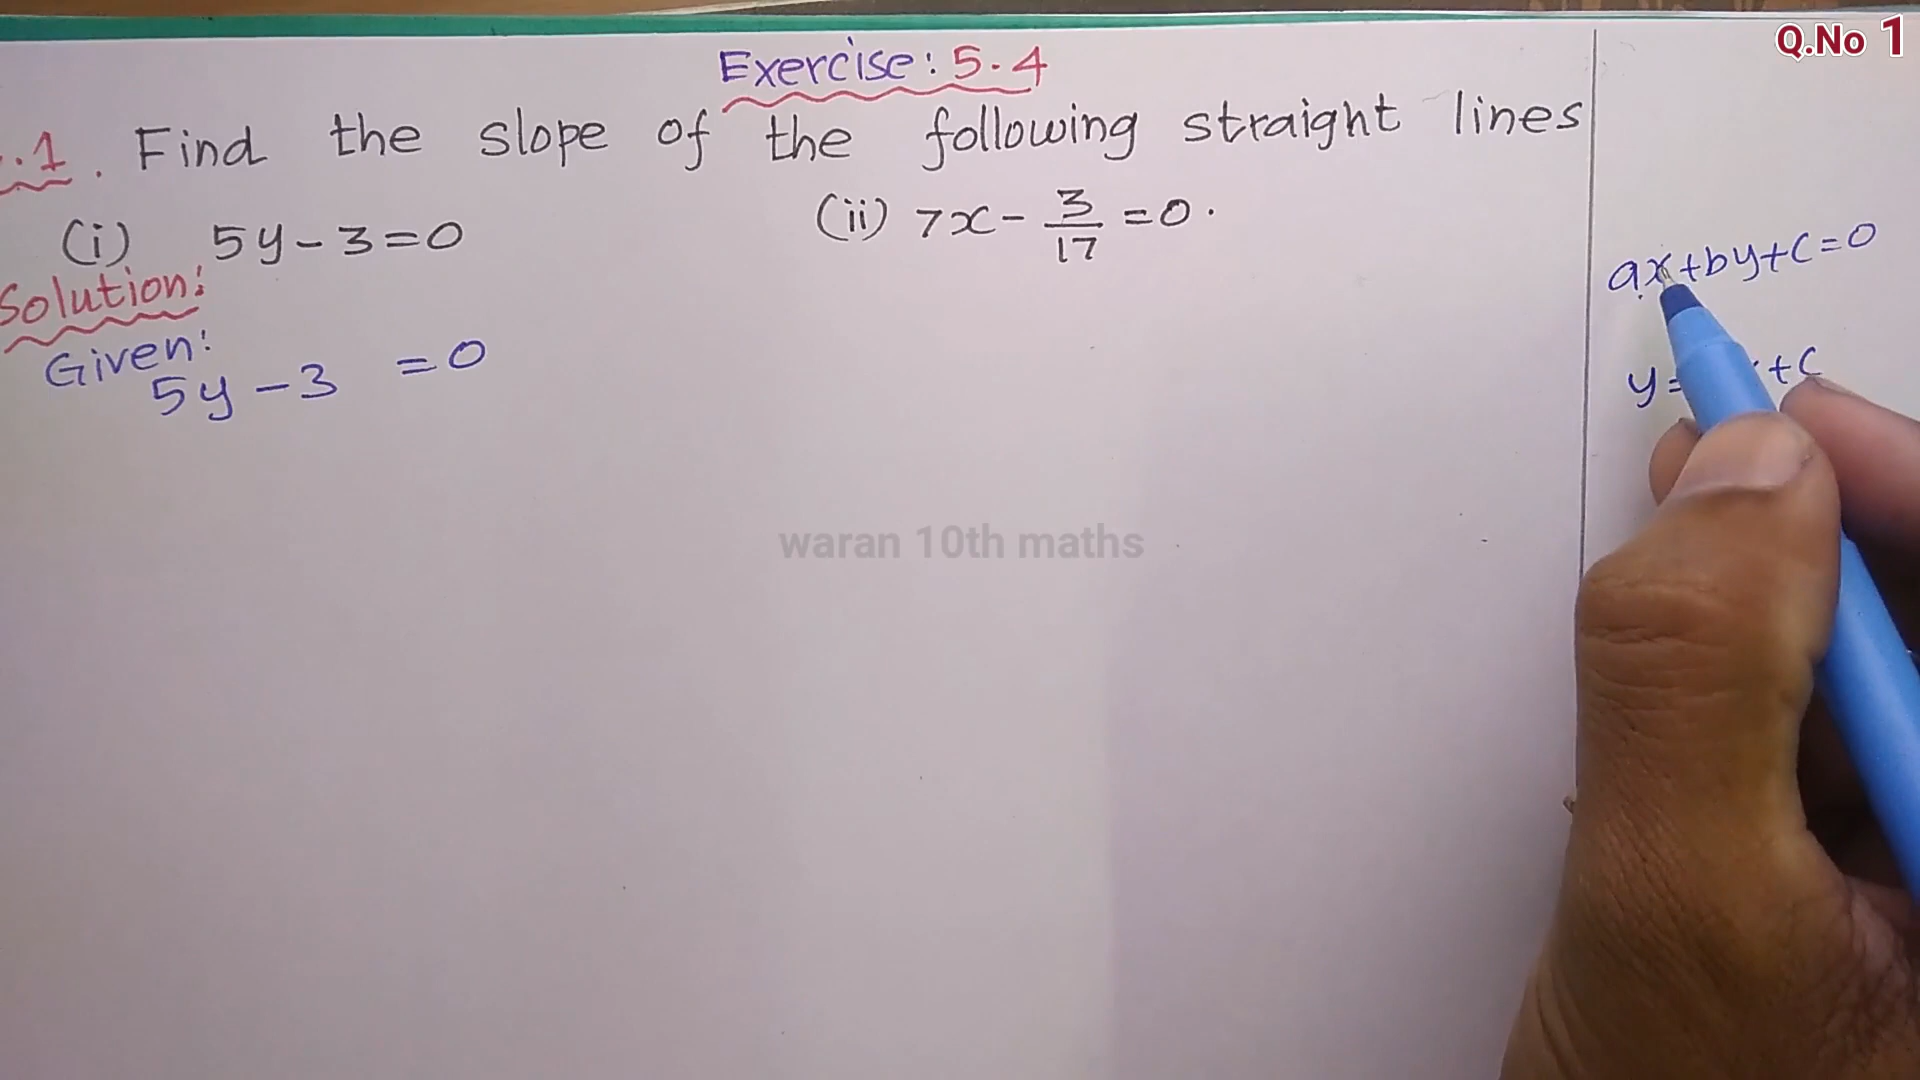 Q.No 1
Exercise: 5.4
.1. Find the slope of the following straight lines
(i) 5y-3=0 (ii) 7x - 3/17 = 0.
Solution:
Given:
5y - 3 = 0
ax+by+c=0
y= +c
waran 10th maths